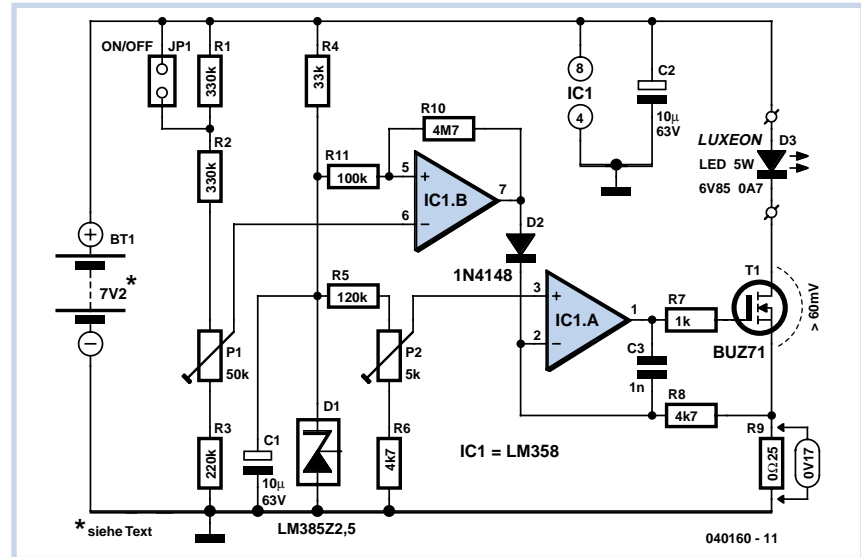 ON/OFF
JP1
R1
330k
R2
330k
R4
33k
R10
4M7
R11
100k
5
+
6
−
7
IC1.B
8
IC1
4
C2
10μ
63V
LUXEON
D3
LED 5W
6V85 0A7
D2
1N4148
+
BT1
7V2
*
−
R5
120k
P1
50k
P2
5k
3
+
2
−
1
IC1.A
R7
1k
T1
BUZ71
> 60mV
C3
1n
R8
4k7
R3
220k
C1
10μ
63V
D1
R6
4k7
IC1 = LM358
R9
0Ω25
0V17
* siehe Text
LM385Z2,5
040160 - 11